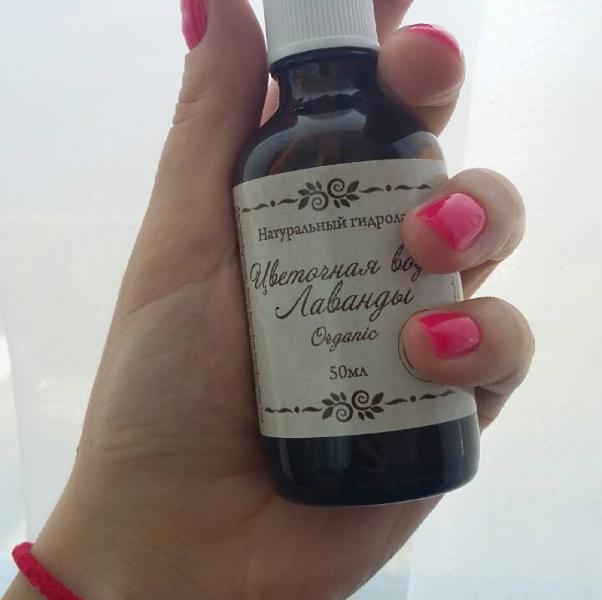 Натуральный
Цветочная
Лаванды
Organic
50мл